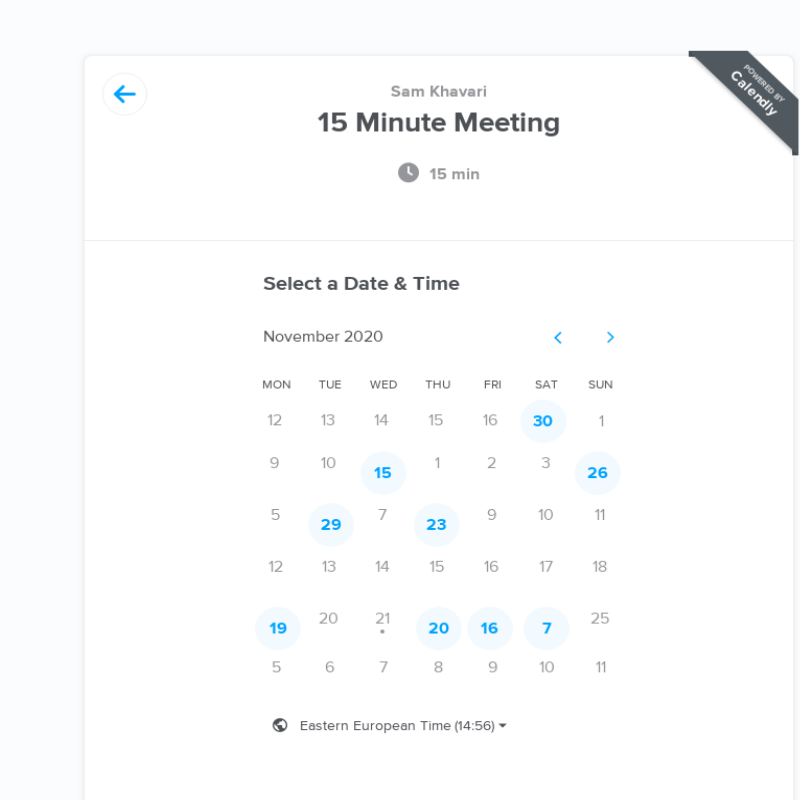 POWERED BY
Calendly
Sam Khavari
15 Minute Meeting
15 min
Select a Date & Time
November 2020
MON TUE WED THU FRI SAT SUN
12 13 14 15 16 30 1
9 10 15 1 2 3 26
5 29 7 23 9 10 11
12 13 14 15 16 17 18
19 20 21 20 16 7 25
5 6 7 8 9 10 11
Eastern European Time (14:56)